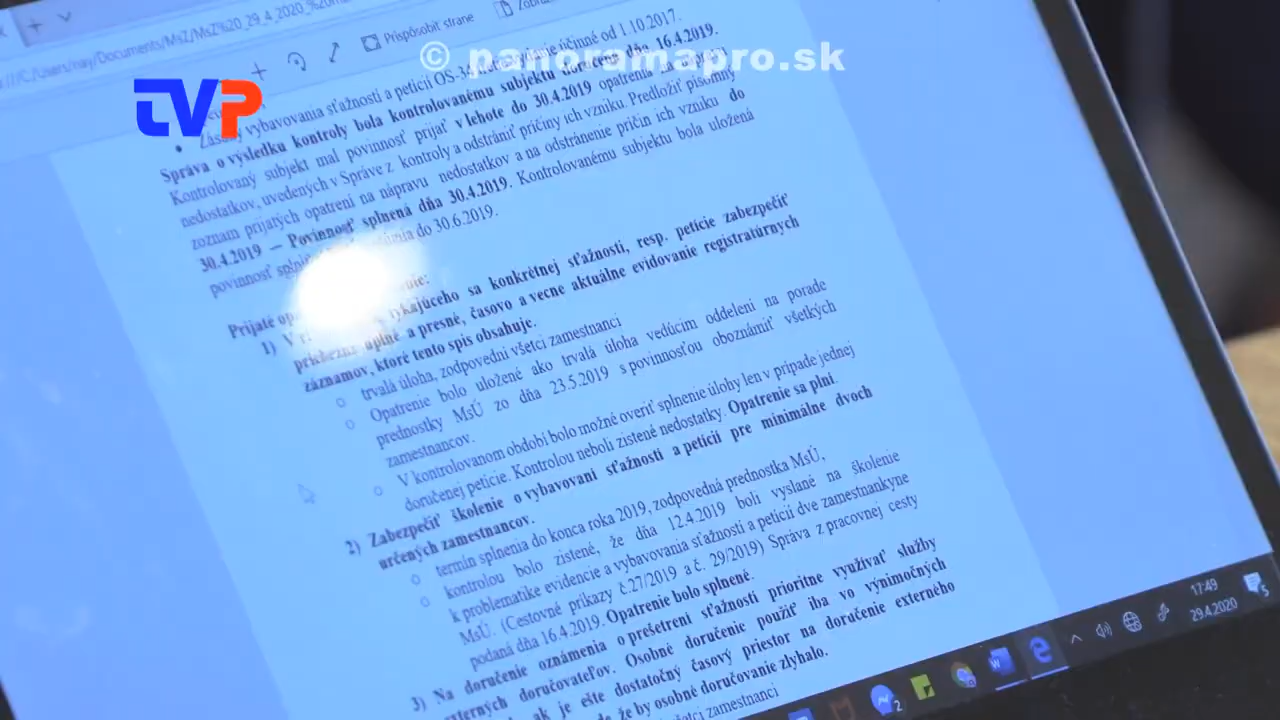 /C:/Users/nay/Documents/MsZ/MsZ%20_29_4_2020_%20m
Prispôsobiť strane
© panoramapro.sk
TVP
• Zásady vybavovania sťažností a petícií účinné od 1.10.2017.
Správa o výsledku kontroly bola kontrolovanému subjektu doručená dňa 16.4.2019.
Kontrolovaný subjekt mal povinnosť prijať v lehote do 30.4.2019 opatrenia
nedostatkov, uvedených v Správe z kontroly a odstrániť príčiny ich vzniku. Predložiť písomný
zoznam prijatých opatrení na nápravu nedostatkov a na odstránenie príčin ich vzniku do
30.4.2019 – Povinnosť splnená dňa 30.4.2019. Kontrolovanému subjektu bola uložená
povinnosť do 30.6.2019.
Prijaté
1) V týkajúceho sa konkrétnej sťažnosti, resp. petície zabezpečiť
úplné a presné, časovo a vecne aktuálne evidovanie registratúrnych
záznamov, ktoré tento spis obsahuje.
○ trvalá úloha, zodpovední všetci zamestnanci
○ Opatrenie bolo uložené ako trvalá úloha vedúcim oddelení na porade
prednostky MsÚ zo dňa 23.5.2019 s povinnosťou oboznámiť všetkých
zamestnancov.
○ V kontrolovanom období bolo možné overiť splnenie úlohy len v prípade jednej
doručenej petície. Kontrolou neboli zistené nedostatky. Opatrenie sa plní.
2) Zabezpečiť školenie o vybavovaní sťažností a petícií pre minimálne dvoch
určených zamestnancov.
○ termín splnenia do konca roka 2019, zodpovedná prednostka MsÚ,
○ kontrolou bolo zistené, že dňa 12.4.2019 boli vyslané na školenie
k problematike evidencie a vybavovania sťažností a petícií dve zamestnankyne
MsÚ. (Cestovné príkazy č.27/2019 a č. 29/2019) Správa z pracovnej cesty
podaná dňa 16.4.2019. Opatrenie bolo splnené.
3) Na doručenie oznámenia o prešetrení sťažnosti prioritne využívať služby
externých doručovateľov. Osobné doručenie použiť iba vo výnimočných
ak je ešte dostatočný časový priestor na doručenie externého
že by osobné doručovanie zlyhalo.
zamestnanci
17:49
29.4.2020
5
2